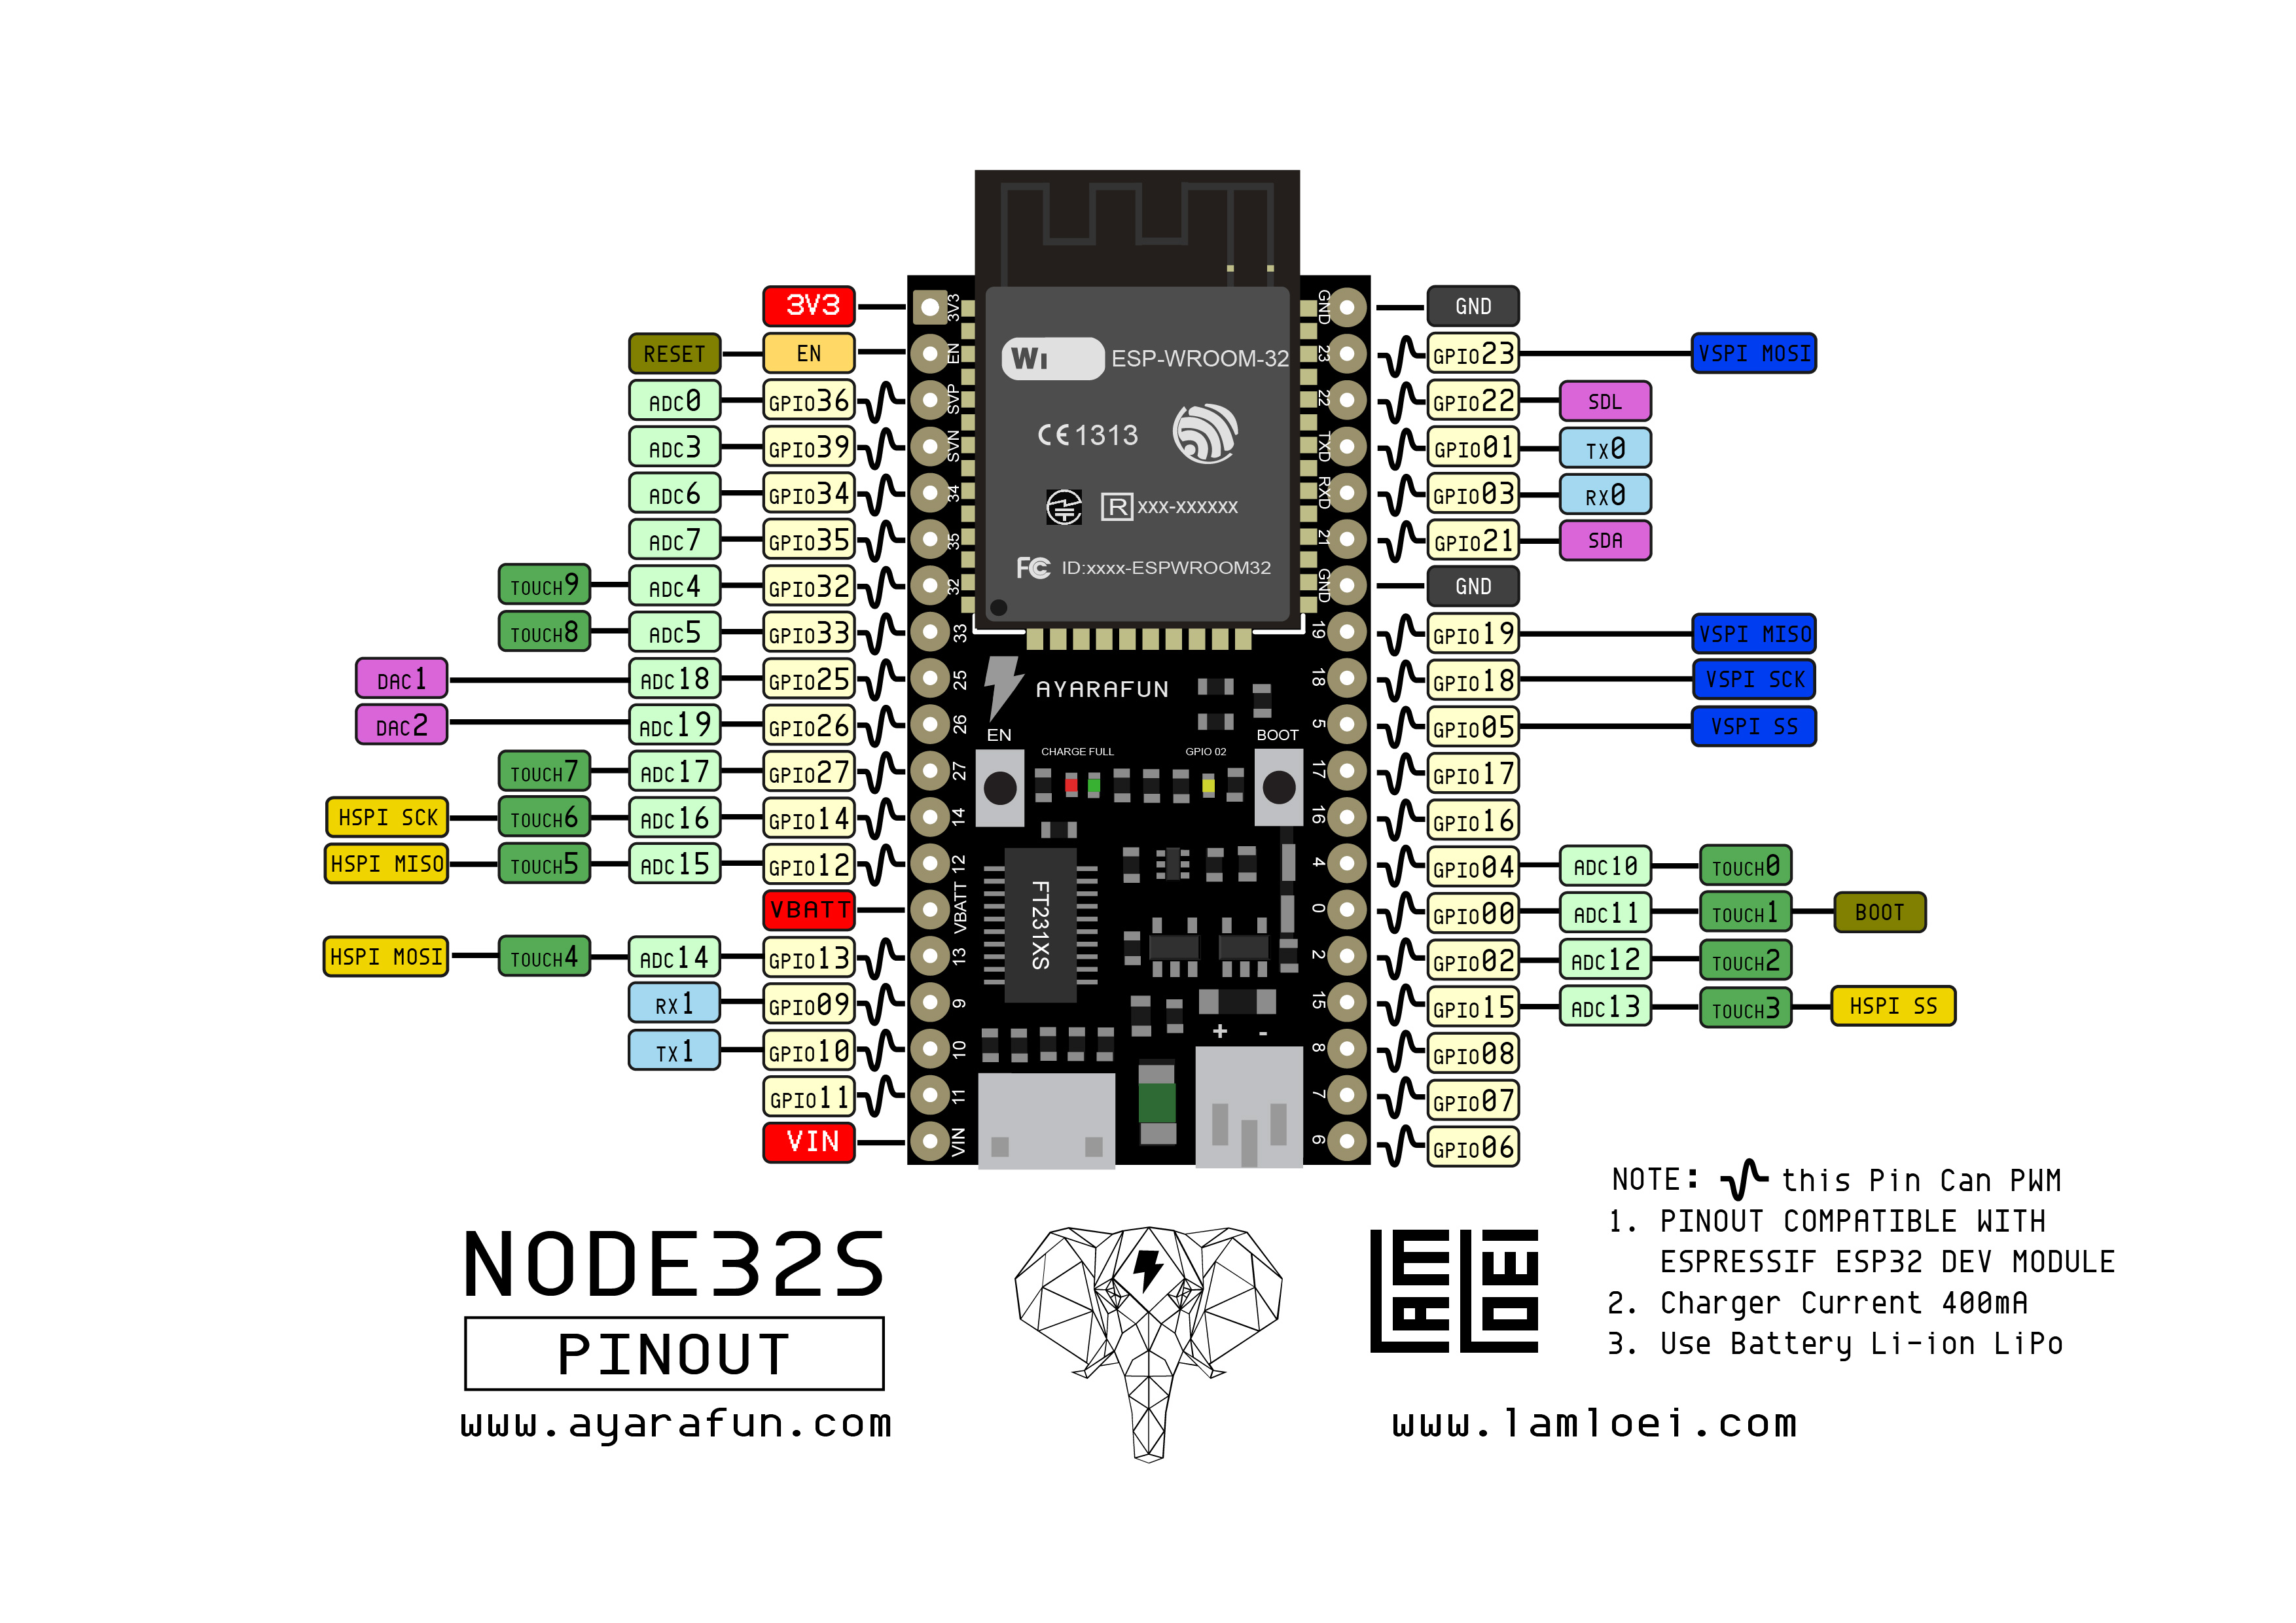 3V3 3V3 GND GND
RESET EN EN 23 GPIO23 VSPI MOSI
ADC0 GPIO36 SVP 22 GPIO22 SDL
ADC3 GPIO39 SVN TXD GPIO01 TX0
ADC6 GPIO34 34 RXD GPIO03 RX0
ADC7 GPIO35 35 21 GPIO21 SDA
TOUCH9 ADC4 GPIO32 32 GND GND
TOUCH8 ADC5 GPIO33 33 19 GPIO19 VSPI MISO
DAC1 ADC18 GPIO25 25 18 GPIO18 VSPI SCK
DAC2 ADC19 GPIO26 26 5 GPIO05 VSPI SS
TOUCH7 ADC17 GPIO27 27 17 GPIO17
HSPI SCK TOUCH6 ADC16 GPIO14 14 16 GPIO16
HSPI MISO TOUCH5 ADC15 GPIO12 12 4 GPIO04 ADC10 TOUCH0
VBATT VBATT 0 GPIO00 ADC11 TOUCH1 BOOT
HSPI MOSI TOUCH4 ADC14 GPIO13 13 2 GPIO02 ADC12 TOUCH2
RX1 GPIO09 9 15 GPIO15 ADC13 TOUCH3 HSPI SS
TX1 GPIO10 10 8 GPIO08
GPIO11 11 7 GPIO07
VIN VIN 6 GPIO06
Wi ESP-WROOM-32
CE 1313
R xxx-xxxxxx
FC ID:xxxx-ESPWROOM32
AYARAFUN
EN BOOT
CHARGE FULL GPIO 02
FT231XS
+ -
NOTE: this Pin Can PWM
1. PINOUT COMPATIBLE WITH
ESPRESSIF ESP32 DEV MODULE
2. Charger Current 400mA
3. Use Battery Li-ion LiPo
NODE32S
PINOUT
www.ayarafun.com
LAMLOEI
www.lamloei.com